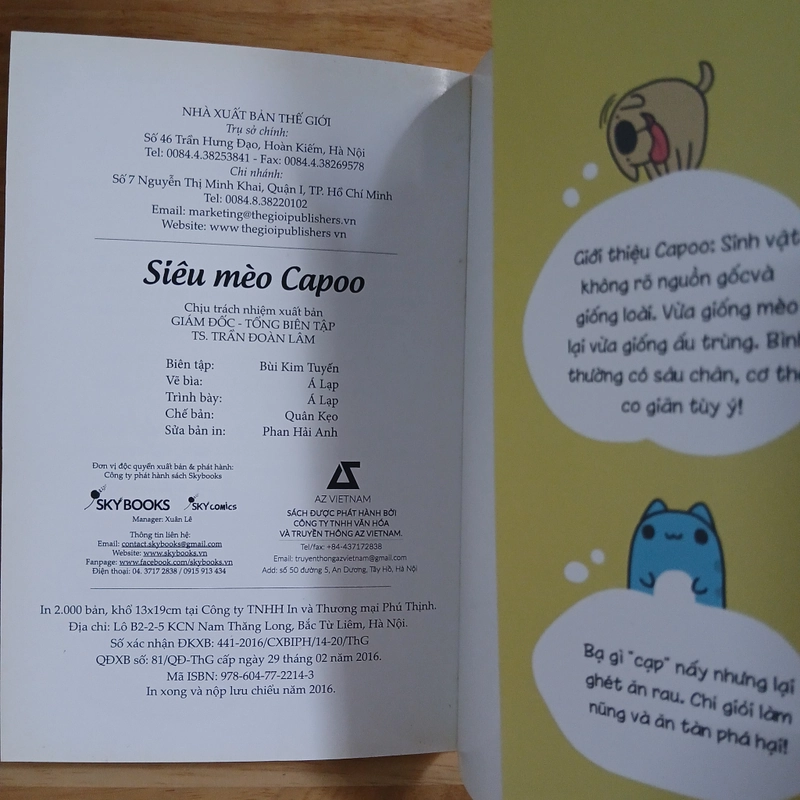 NHÀ XUẤT BẢN THẾ GIỚI
Trụ sở chính:
Số 46 Trần Hưng Đạo, Hoàn Kiếm, Hà Nội
Tel: 0084.4.38253841 - Fax: 0084.4.38269578
Chi nhánh:
Số 7 Nguyễn Thị Minh Khai, Quận I, TP. Hồ Chí Minh
Tel: 0084.8.38220102
Email: marketing@thegioipublishers.vn
Website: www thegioipublishers vn
Siêu mèo Capoo
Chịu trách nhiệm xuất bản
GIÁM ĐỐC - TỔNG BIÊN TẬP
TS. TRẦN ĐOÀN LÂM
Biên tập: Bùi Kim Tuyến
Vẽ bìa: Á Lạp
Trình bày: Á Lạp
Chế bản: Quân Kẹo
Sửa bản in: Phan Hải Anh
Đơn vị độc quyền xuất bản & phát hành:
Công ty phát hành sách Skybooks
SKYBOOKS SKYCOMICS
Manager: Xuân Lê
Thông tin liên hệ:
Email: contact.skybooks@gmail.com
Website: www.skybooks.vn
Fanpage: www.facebook.com/skybooks.vn
Điện thoại: 04. 3717 2838 / 0915 913 434
AZ VIETNAM
SÁCH ĐƯỢC PHÁT HÀNH BỞI
CÔNG TY TNHH VĂN HÓA
VÀ TRUYỀN THÔNG AZ VIETNAM.
Tel/fax: +84-437172838
Email: truyenthongazvietnam@gmail.com
Add: số 50 đường 5, An Dương, Tây Hồ, Hà Nội
In 2.000 bản, khổ 13x19cm tại Công ty TNHH In và Thương mại Phú Thịnh.
Địa chỉ: Lô B2-2-5 KCN Nam Thăng Long, Bắc Từ Liêm, Hà Nội.
Số xác nhận ĐKXB: 441-2016/CXBIPH/14-20/ThG
QĐXB số: 81/QĐ-ThG cấp ngày 29 tháng 02 năm 2016.
Mã ISBN: 978-604-77-2214-3
In xong và nộp lưu chiểu năm 2016.
Giới thiệu Capoo: Sinh vật
không rõ nguồn gốcvà
giống loài. Vừa giống mèo
lại vừa giống ấu trùng. Bình
thường có sáu chân, cơ thể
co giãn tùy ý!
Bạ gì "cạp" nấy nhưng lại
ghét ăn rau. Chỉ giỏi làm
nũng và ăn tàn phá hại!